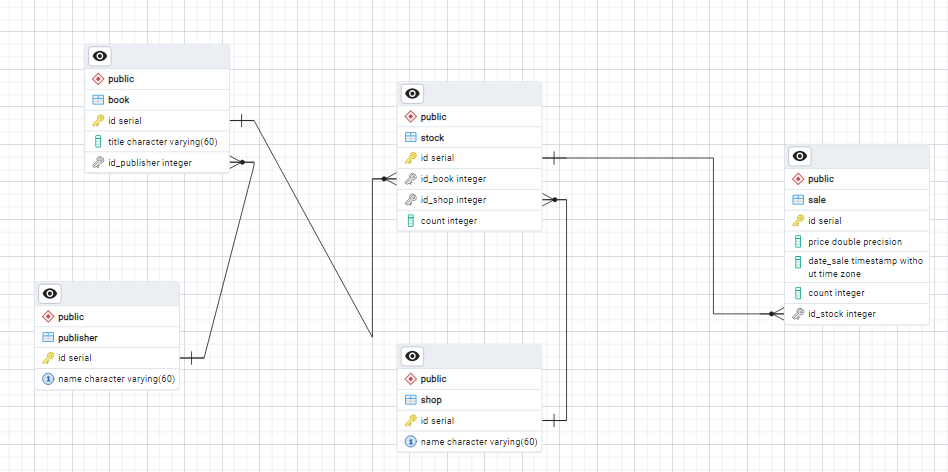 public
book
id serial
title character varying(60)
id_publisher integer
public
publisher
id serial
name character varying(60)
public
stock
id serial
id_book integer
id_shop integer
count integer
public
shop
id serial
name character varying(60)
public
sale
id serial
price double precision
date_sale timestamp witho
ut time zone
count integer
id_stock integer